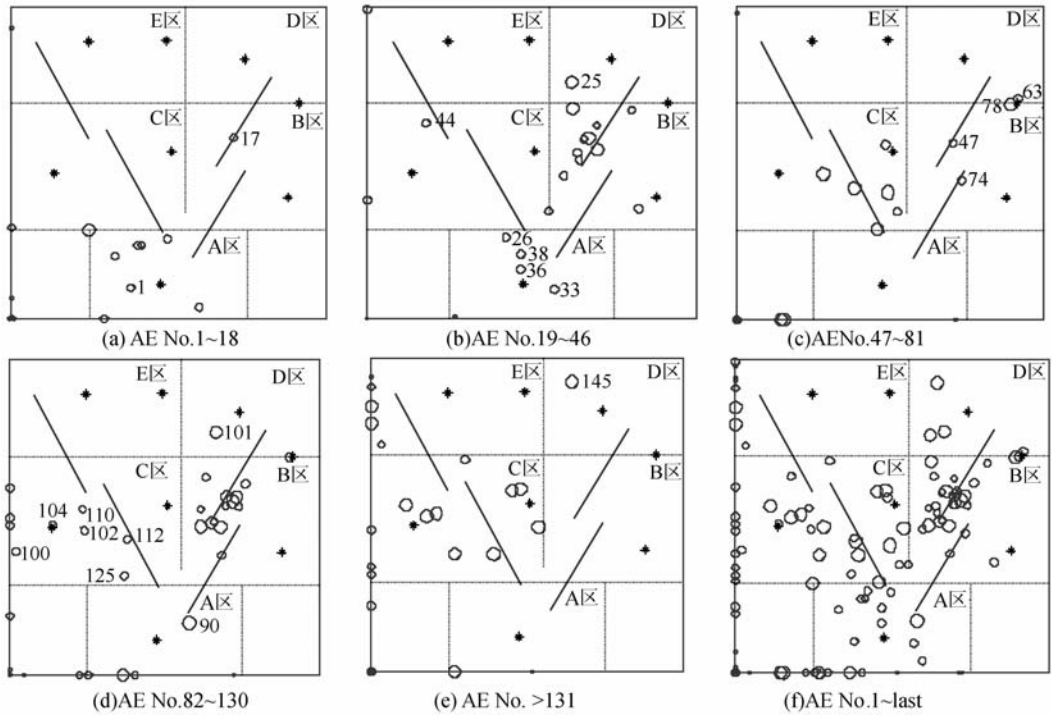 E区 D区
C区 B区
17
A区
1
(a) AE No.1~18
E区 D区
25
44 C区 B区
26 A区
38
36
33
(b)AE No.19~46
E区 D区
63
78
C区 B区
47
74
A区
(c)AENo.47~81
E区 D区
101
C区 B区
104 110
102 112
100
125
A区
90
(d)AE No.82~130
E区 D区
145
C区 B区
A区
(e)AE No. >131
E区 D区
C区 B区
A区
(f)AE No.1~last